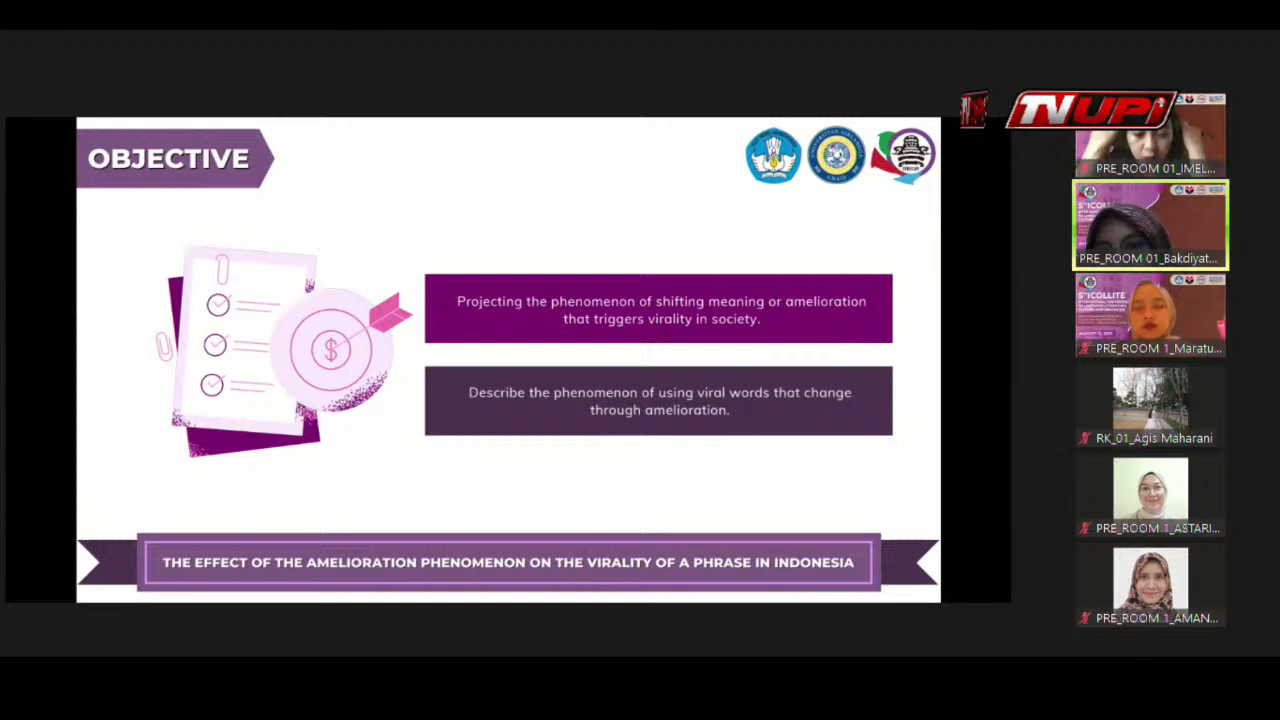 OBJECTIVE
Projecting the phenomenon of shifting meaning or amelioration
that triggers virality in society.
Describe the phenomenon of using viral words that change
through amelioration.
THE EFFECT OF THE AMELIORATION PHENOMENON ON THE VIRALITY OF A PHRASE IN INDONESIA
TVUPI
PRE_ROOM 01_IMEL...
PRE_ROOM 01_Bakdiyat...
PRE_ROOM 1_Maratu...
RK_01_Agis Maharani
PRE_ROOM 1_ASTARI...
PRE_ROOM 1_AMAN...